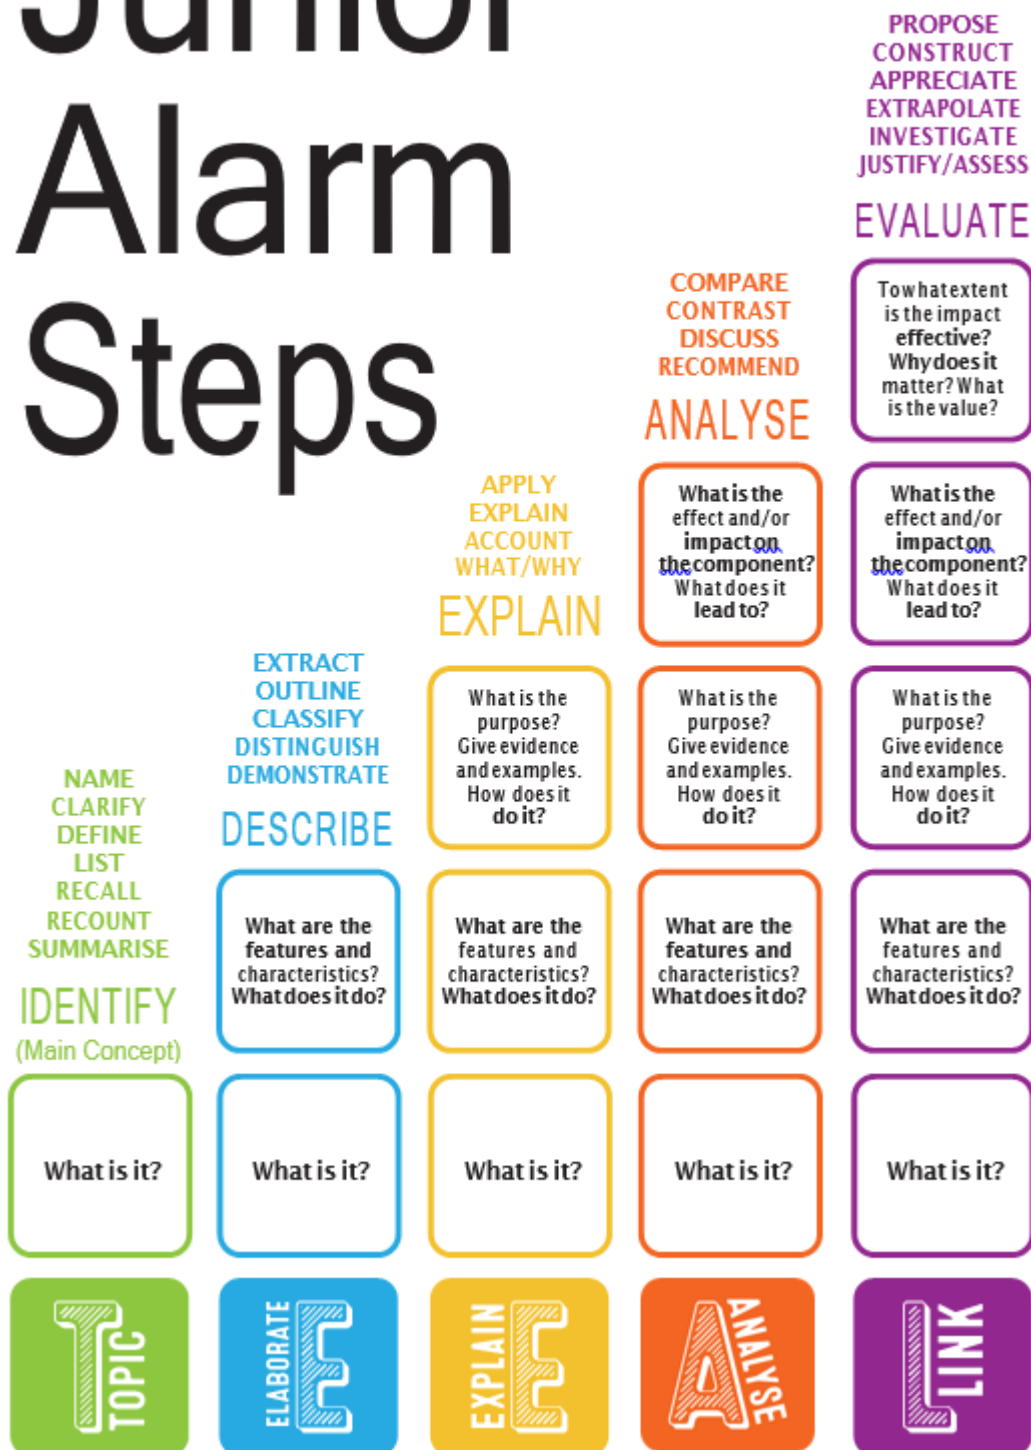 Junior
Alarm
Steps
NAME
CLARIFY
DEFINE
LIST
RECALL
RECOUNT
SUMMARISE
IDENTIFY
(Main Concept)
What is it?
TOPIC
EXTRACT
OUTLINE
CLASSIFY
DISTINGUISH
DEMONSTRATE
DESCRIBE
What are the
features and
characteristics?
What does it do?
What is it?
ELABORATE
APPLY
EXPLAIN
ACCOUNT
WHAT/WHY
EXPLAIN
What is the
purpose?
Give evidence
and examples.
How does it
do it?
What are the
features and
characteristics?
What does it do?
What is it?
EXPLAIN
COMPARE
CONTRAST
DISCUSS
RECOMMEND
ANALYSE
What is the
effect and/or
impact on
the component?
What does it
lead to?
What is the
purpose?
Give evidence
and examples.
How does it
do it?
What are the
features and
characteristics?
What does it do?
What is it?
ANALYSE
PROPOSE
CONSTRUCT
APPRECIATE
EXTRAPOLATE
INVESTIGATE
JUSTIFY/ASSESS
EVALUATE
To what extent
is the impact
effective?
Why does it
matter? What
is the value?
What is the
effect and/or
impact on
the component?
What does it
lead to?
What is the
purpose?
Give evidence
and examples.
How does it
do it?
What are the
features and
characteristics?
What does it do?
What is it?
LINK
T E E A L